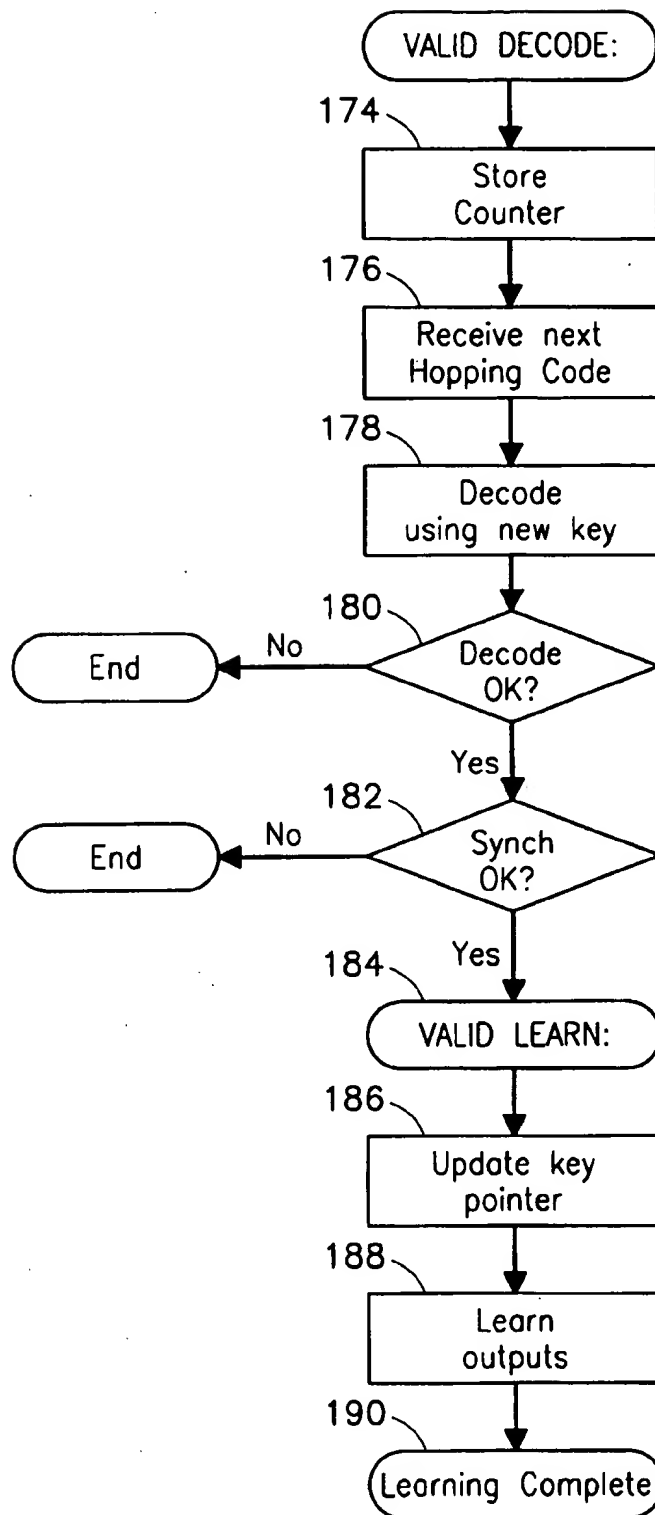 VALID DECODE:
174
Store
Counter
176
Receive next
Hopping Code
178
Decode
using new key
180
Decode
OK?
No
End
Yes
182
Synch
OK?
No
End
Yes
184
VALID LEARN:
186
Update key
pointer
188
Learn
outputs
190
Learning Complete